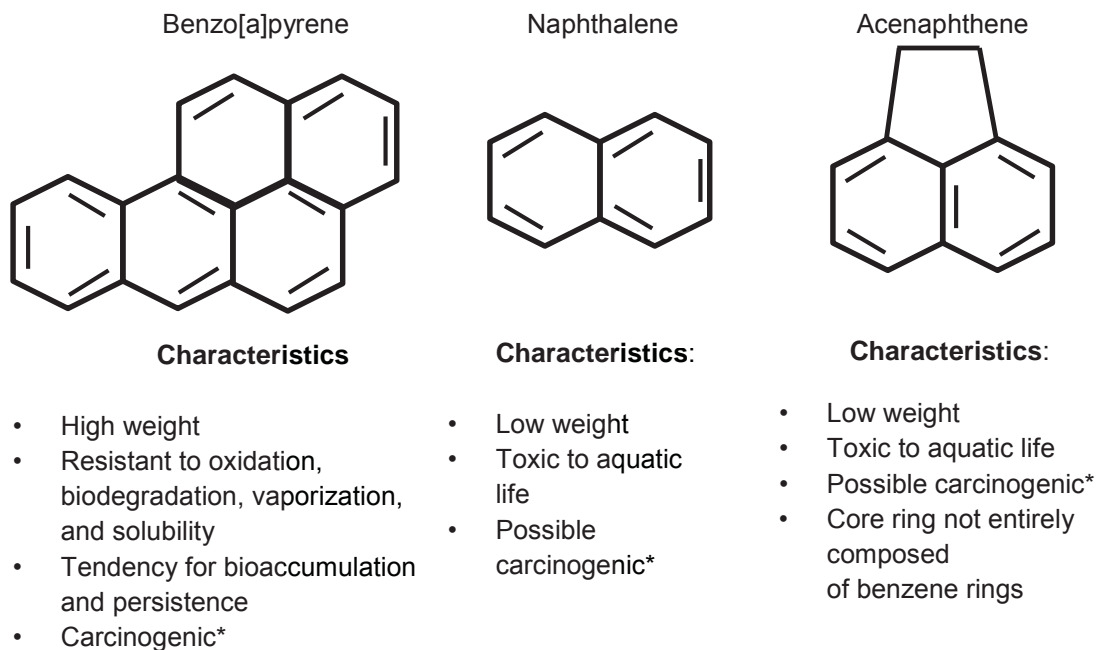 Benzo[a]pyrene
Naphthalene
Acenaphthene
Characteristics
• High weight
• Resistant to oxidation,
biodegradation, vaporization,
and solubility
• Tendency for bioaccumulation
and persistence
• Carcinogenic*
Characteristics:
• Low weight
• Toxic to aquatic
life
• Possible
carcinogenic*
Characteristics:
• Low weight
• Toxic to aquatic life
• Possible carcinogenic*
• Core ring not entirely
composed
of benzene rings